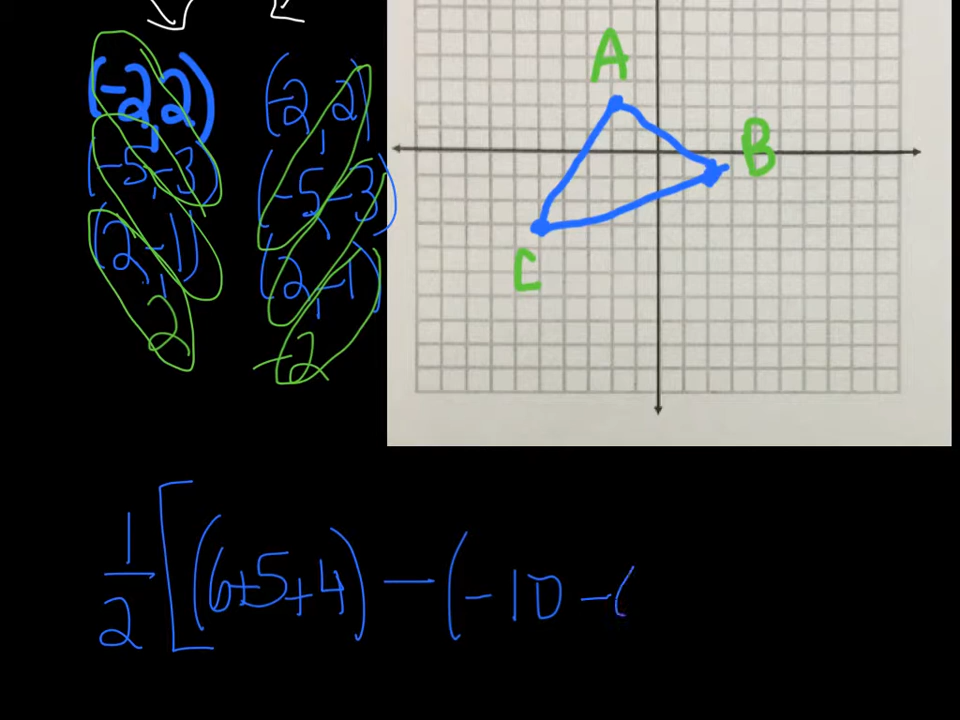 (-2, 2)
(-5, -3)
(2, -1)
2
(-2, 2)
(-5, -3)
(2, -1)
-2
A
B
C
1/2 [(6+5+4) - (-10 -6